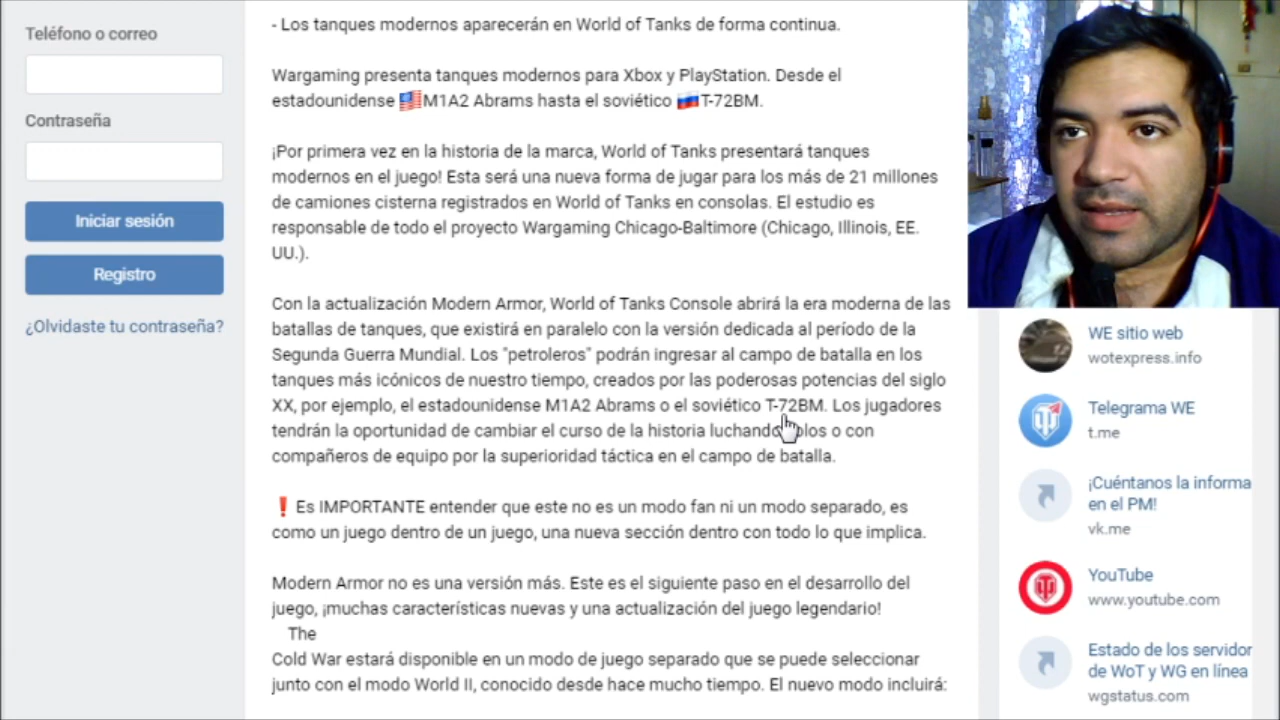 Teléfono o correo
Contraseña
Iniciar sesión
Registro
¿Olvidaste tu contraseña?
- Los tanques modernos aparecerán en World of Tanks de forma continua.
Wargaming presenta tanques modernos para Xbox y PlayStation. Desde el
estadounidense 🇺🇸M1A2 Abrams hasta el soviético 🇷🇺T-72BM.
¡Por primera vez en la historia de la marca, World of Tanks presentará tanques
modernos en el juego! Esta será una nueva forma de jugar para los más de 21 millones
de camiones cisterna registrados en World of Tanks en consolas. El estudio es
responsable de todo el proyecto Wargaming Chicago-Baltimore (Chicago, Illinois, EE.
UU.).
Con la actualización Modern Armor, World of Tanks Console abrirá la era moderna de las
batallas de tanques, que existirá en paralelo con la versión dedicada al período de la
Segunda Guerra Mundial. Los "petroleros" podrán ingresar al campo de batalla en los
tanques más icónicos de nuestro tiempo, creados por las poderosas potencias del siglo
XX, por ejemplo, el estadounidense M1A2 Abrams o el soviético T-72BM. Los jugadores
tendrán la oportunidad de cambiar el curso de la historia luchando olos o con
compañeros de equipo por la superioridad táctica en el campo de batalla.
❗ Es IMPORTANTE entender que este no es un modo fan ni un modo separado, es
como un juego dentro de un juego, una nueva sección dentro con todo lo que implica.
Modern Armor no es una versión más. Este es el siguiente paso en el desarrollo del
juego, ¡muchas características nuevas y una actualización del juego legendario!
The
Cold War estará disponible en un modo de juego separado que se puede seleccionar
junto con el modo World II, conocido desde hace mucho tiempo. El nuevo modo incluirá:
WE sitio web
wotexpress.info
Telegrama WE
t.me
¡Cuéntanos la informa
en el PM!
vk.me
YouTube
www.youtube.com
Estado de los servidor
de WoT y WG en línea
wgstatus.com